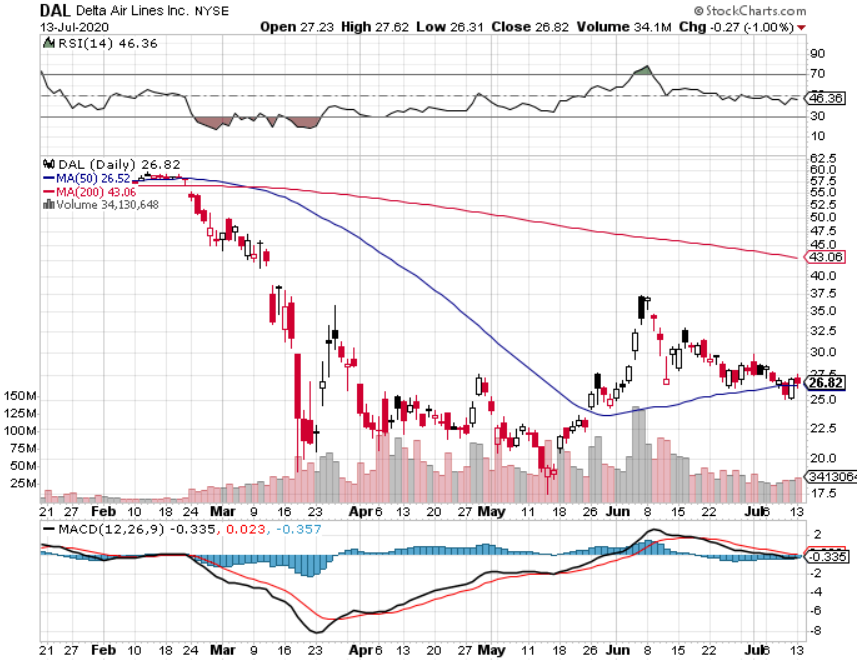 DAL Delta Air Lines Inc. NYSE
© StockCharts.com
13-Jul-2020
Open 27.23 High 27.62 Low 26.31 Close 26.82 Volume 34.1M Chg -0.27 (-1.00%)
RSI(14) 46.36
90
70
46.36
30
10
DAL (Daily) 26.82
MA(50) 26.52
MA(200) 43.06
Volume 34,130,648
62.5
60.0
57.5
55.0
52.5
50.0
47.5
45.0
43.06
40.0
37.5
35.0
32.5
30.0
27.5
26.82
25.0
22.5
20.0
3413064
17.5
150M
125M
100M
75M
50M
25M
21 27 Feb 10 18 24 Mar 9 16 23 Apr 6 13 20 27 May 11 18 26 Jun 8 15 22 Jul 6 13
MACD(12,26,9) -0.335, 0.023, -0.357
2
-0.335
-2
-4
-6
-8
21 27 Feb 10 18 24 Mar 9 16 23 Apr 6 13 20 27 May 11 18 26 Jun 8 15 22 Jul 6 13